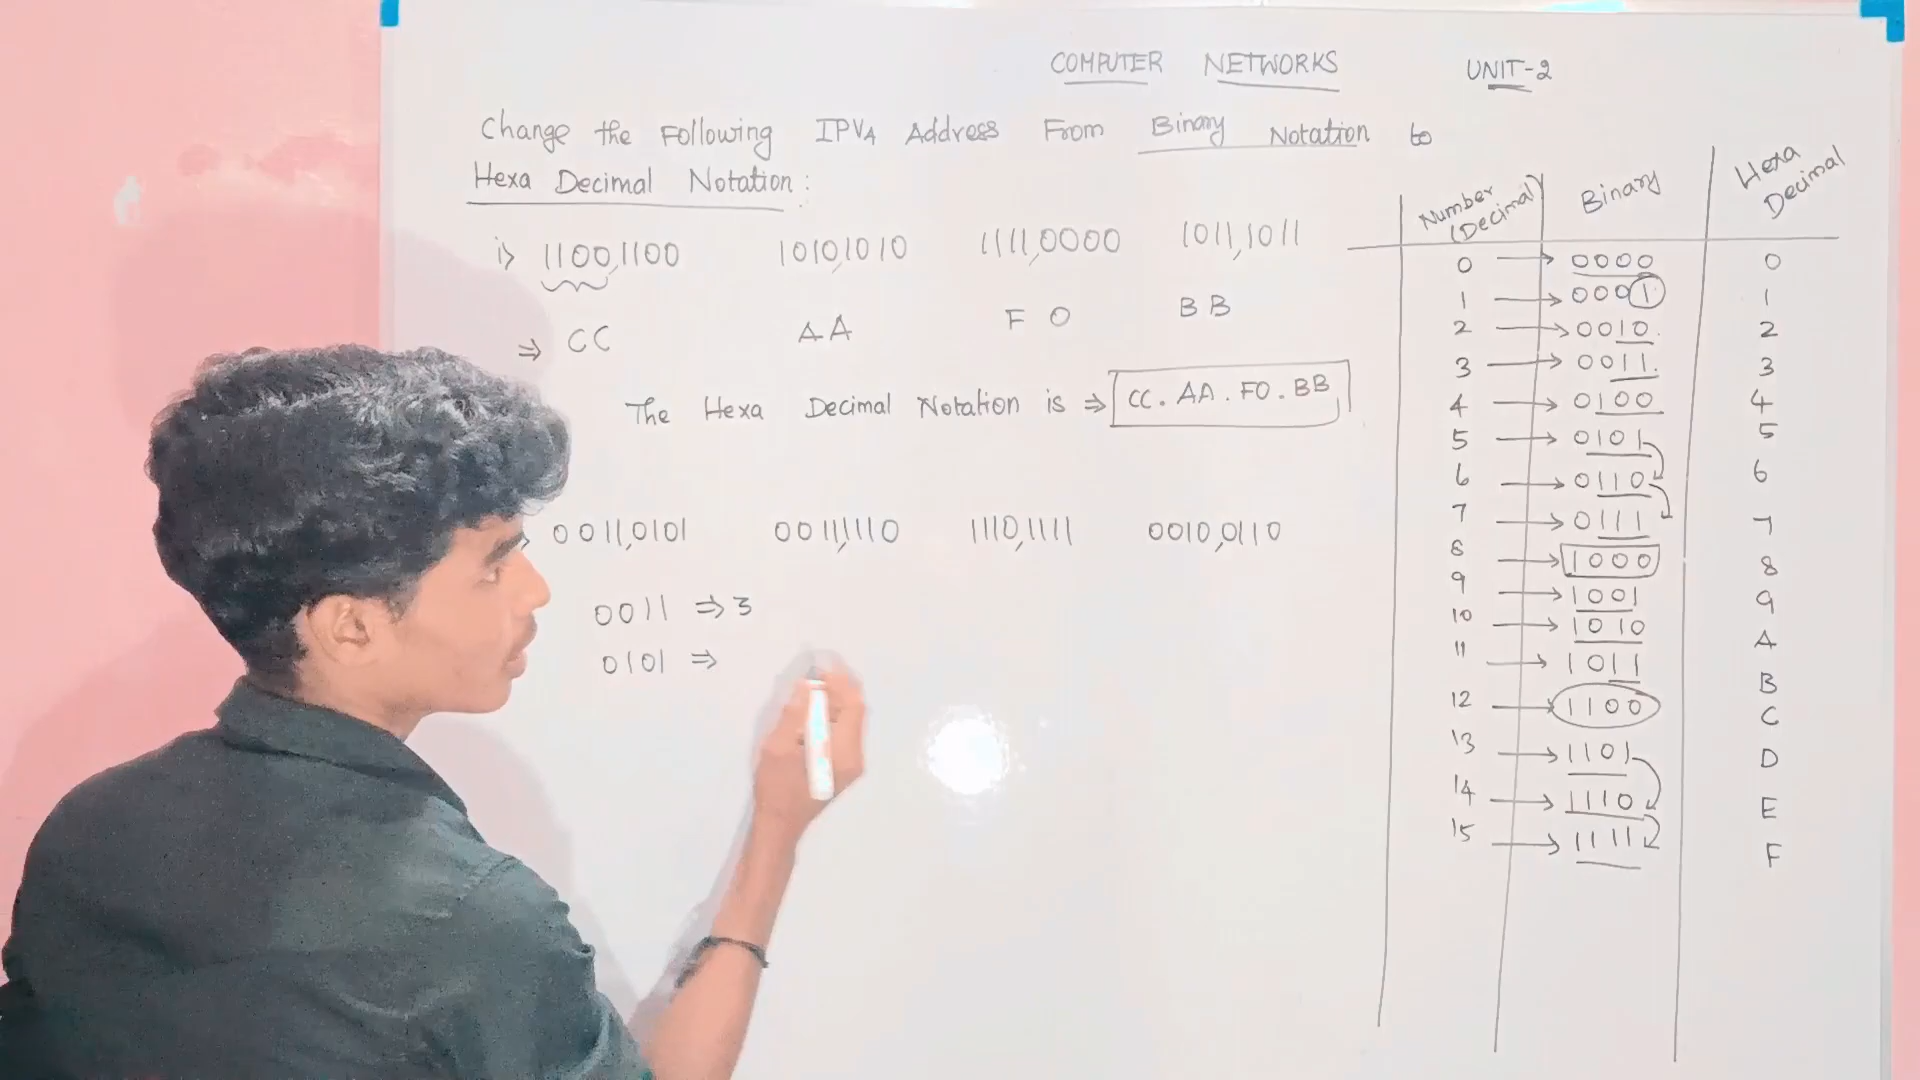 COMPUTER NETWORKS UNIT-2
Change the Following IPV4 Address From Binary Notation to
Hexa Decimal Notation:
i> 1100,1100 1010,1010 1111,0000 1011,1011
⇒ CC AA F0 BB
The Hexa Decimal Notation is ⇒ CC.AA.F0.BB
0011,0101 0011,1110 1110,1111 0010,0110
0011 ⇒ 3
0101 ⇒
Number (Decimal) Binary Hexa Decimal
0 → 0000 0
1 → 0001 1
2 → 0010 2
3 → 0011 3
4 → 0100 4
5 → 0101 5
6 → 0110 6
7 → 0111 7
8 → 1000 8
9 → 1001 9
10 → 1010 A
11 → 1011 B
12 → 1100 C
13 → 1101 D
14 → 1110 E
15 → 1111 F